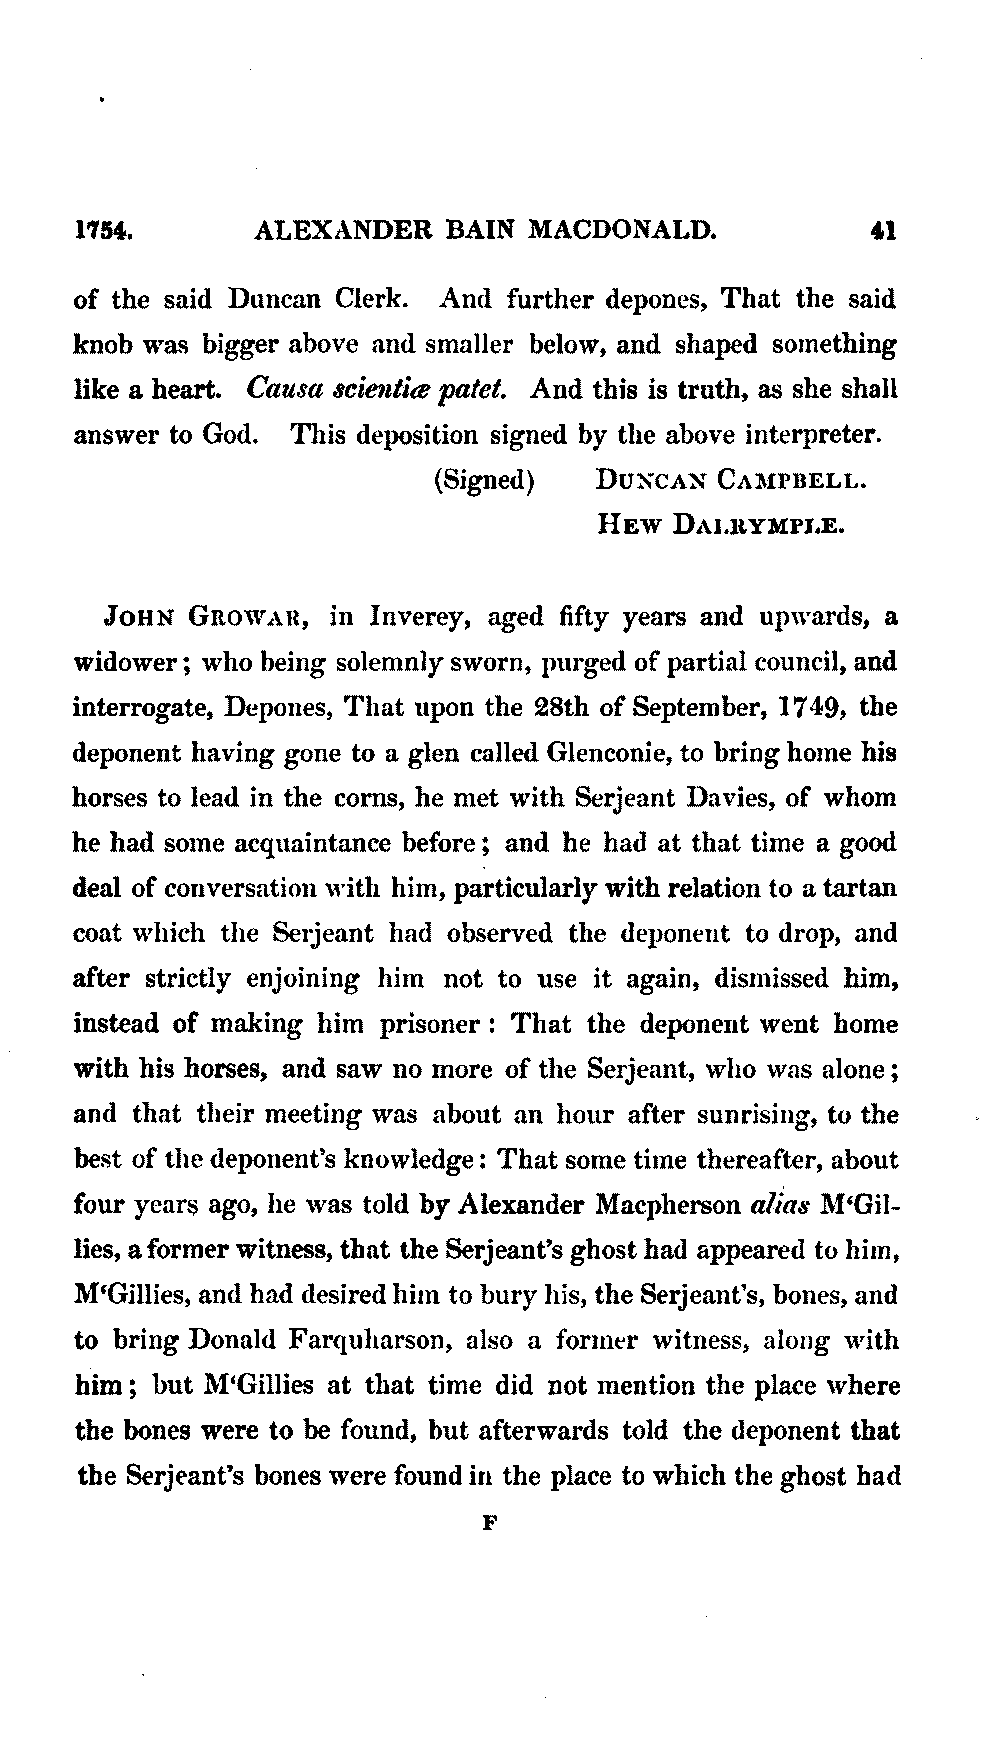 1754. ALEXANDER BAIN MACDONALD. 41
of the said Duncan Clerk. And further depones, That the said
knob was bigger above and smaller below, and shaped something
like a heart. Causa scientiæ patet. And this is truth, as she shall
answer to God. This deposition signed by the above interpreter.
(Signed) DUNCAN CAMPBELL.
HEW DALRYMPLE.
JOHN GROWAR, in Inverey, aged fifty years and upwards, a
widower; who being solemnly sworn, purged of partial council, and
interrogate, Depones, That upon the 28th of September, 1749, the
deponent having gone to a glen called Glenconie, to bring home his
horses to lead in the corns, he met with Serjeant Davies, of whom
he had some acquaintance before; and he had at that time a good
deal of conversation with him, particularly with relation to a tartan
coat which the Serjeant had observed the deponent to drop, and
after strictly enjoining him not to use it again, dismissed him,
instead of making him prisoner: That the deponent went home
with his horses, and saw no more of the Serjeant, who was alone;
and that their meeting was about an hour after sunrising, to the
best of the deponent's knowledge: That some time thereafter, about
four years ago, he was told by Alexander Macpherson alias M‘Gil-
lies, a former witness, that the Serjeant's ghost had appeared to him,
M‘Gillies, and had desired him to bury his, the Serjeant's, bones, and
to bring Donald Farquharson, also a former witness, along with
him; but M‘Gillies at that time did not mention the place where
the bones were to be found, but afterwards told the deponent that
the Serjeant's bones were found in the place to which the ghost had
F